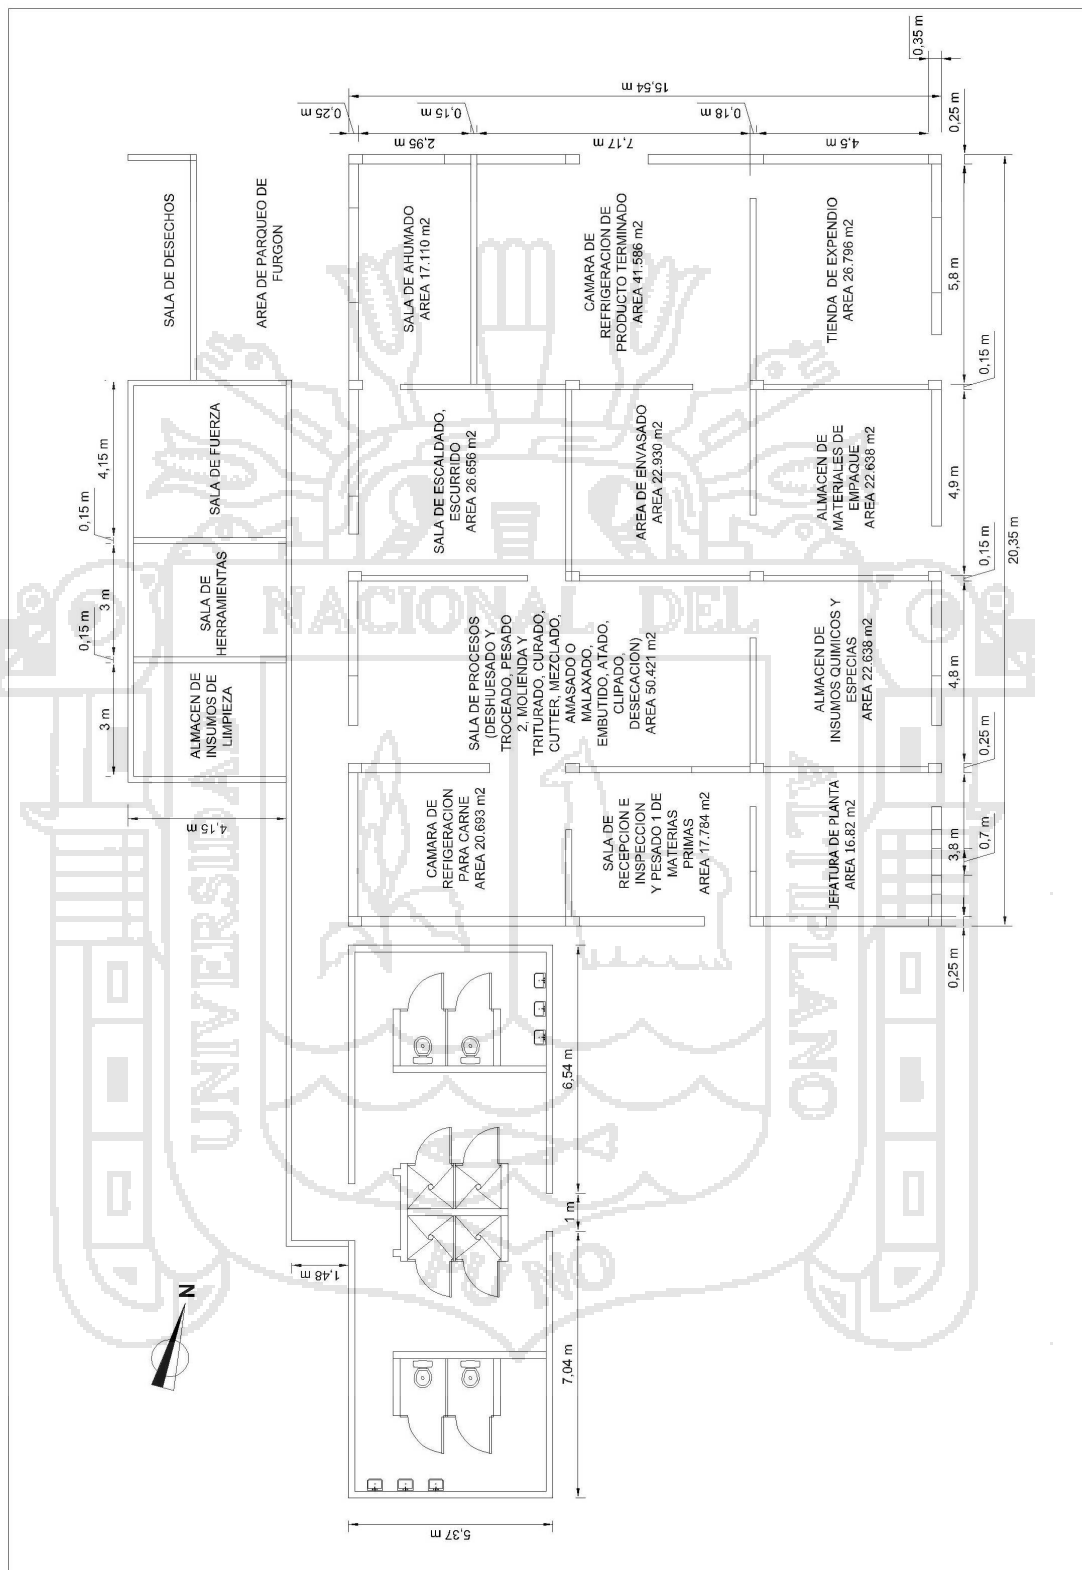 SALA DE DESECHOS
AREA DE PARQUEO DE
FURGON
SALA DE FUERZA
SALA DE
HERRAMIENTAS
ALMACEN DE
INSUMOS DE
LIMPIEZA
4,15 m
0,15 m
3 m
0,15 m
3 m
4,15 m
0,25 m
2,95 m
0,15 m
7,17 m
0,18 m
4,5 m
15,54 m
0,35 m
0,25 m
SALA DE AHUMADO
AREA 17.110 m2
CAMARA DE
REFRIGERACION DE
PRODUCTO TERMINADO
AREA 41.586 m2
TIENDA DE EXPENDIO
AREA 26.796 m2
SALA DE ESCALDADO,
ESCURRIDO
AREA 26.656 m2
AREA DE ENVASADO
AREA 22.930 m2
ALMACEN DE
MATERIALES DE
EMPAQUE
AREA 22.638 m2
SALA DE PROCESOS
(DESHUESADO Y
TROCEADO, PESADO
2, MOLIENDA Y
TRITURADO, CURADO,
CUTTER, MEZCLADO,
AMASADO O
MALAXADO,
EMBUTIDO, ATADO,
CLIPADO,
DESECACION)
AREA 50.421 m2
ALMACEN DE
INSUMOS QUIMICOS Y
ESPECIAS
AREA 22.638 m2
CAMARA DE
REFIGERACION
PARA CARNE
AREA 20.693 m2
SALA DE
RECEPCION E
INSPECCION
Y PESADO 1 DE
MATERIAS
PRIMAS
AREA 17.784 m2
JEFATURA DE PLANTA
AREA 16.82 m2
5,8 m
0,15 m
4,9 m
0,15 m
4,8 m
0,25 m
3,8 m
0,7 m
0,25 m
20,35 m
6,54 m
1 m
7,04 m
1,48 m
5,37 m
N
UNIVERSIDAD
NACIONAL DEL
ALTIPLANO
PUNO